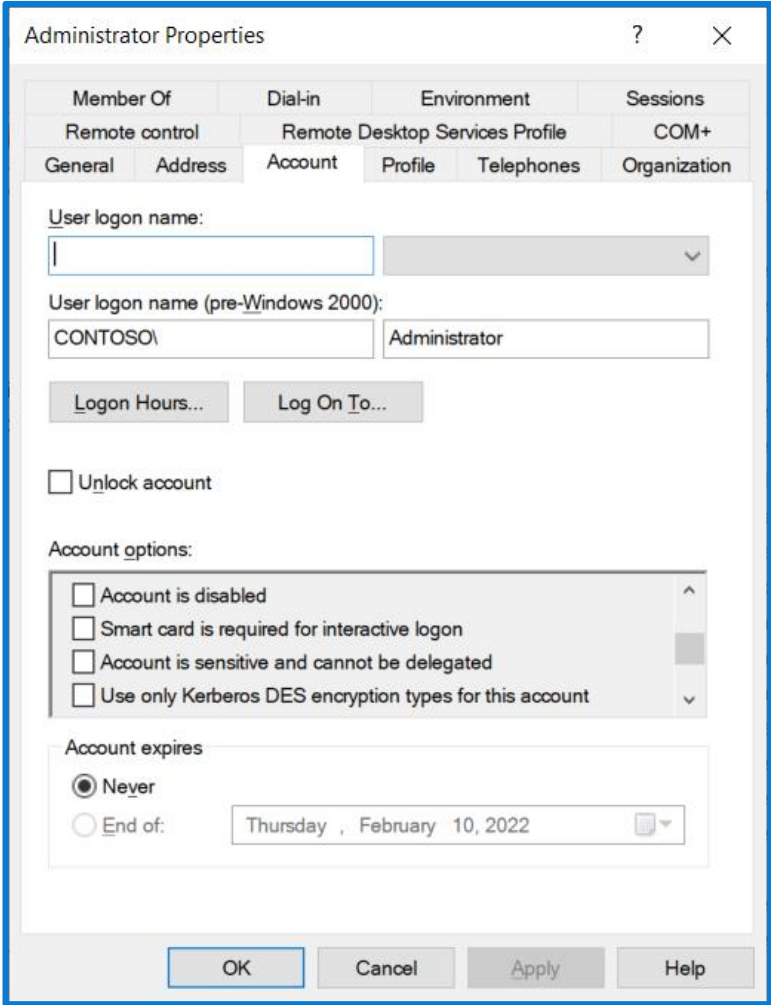 Administrator Properties ? ×
Member Of Dial-in Environment Sessions
Remote control Remote Desktop Services Profile COM+
General Address Account Profile Telephones Organization
User logon name:
User logon name (pre-Windows 2000):
CONTOSO\ Administrator
Logon Hours... Log On To...
Unlock account
Account options:
Account is disabled
Smart card is required for interactive logon
Account is sensitive and cannot be delegated
Use only Kerberos DES encryption types for this account
Account expires
Never
End of: Thursday , February 10, 2022
OK Cancel Apply Help